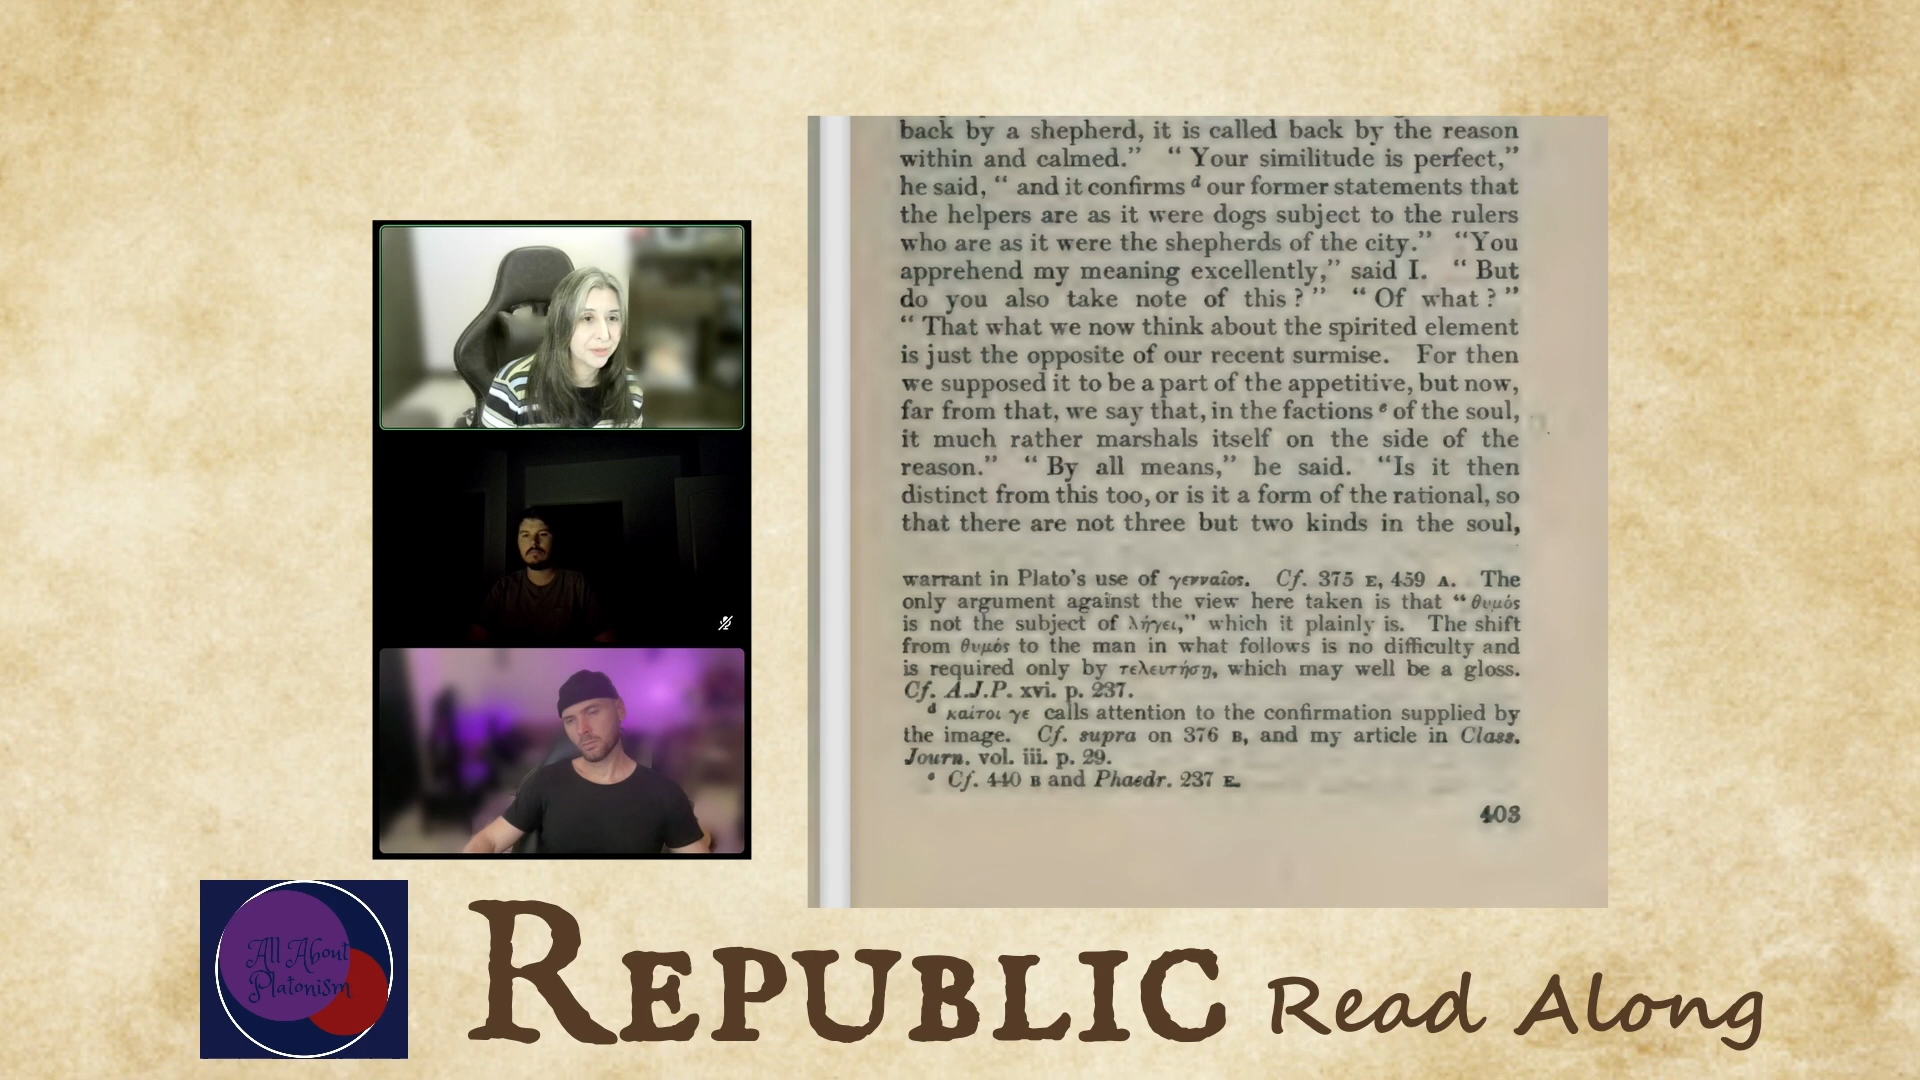 back by a shepherd, it is called back by the reason
within and calmed.” “ Your similitude is perfect,”
he said, “ and it confirms ᵈ our former statements that
the helpers are as it were dogs subject to the rulers
who are as it were the shepherds of the city.” “You
apprehend my meaning excellently,” said I. “ But
do you also take note of this ? ” “ Of what ? ”
“ That what we now think about the spirited element
is just the opposite of our recent surmise. For then
we supposed it to be a part of the appetitive, but now,
far from that, we say that, in the factions ᵉ of the soul,
it much rather marshals itself on the side of the
reason.” “ By all means,” he said. “Is it then
distinct from this too, or is it a form of the rational, so
that there are not three but two kinds in the soul,
warrant in Plato’s use of γενναῖος. Cf. 375 E, 459 A. The
only argument against the view here taken is that “ θυμός
is not the subject of λήγει,” which it plainly is. The shift
from θυμός to the man in what follows is no difficulty and
is required only by τελευτήσῃ, which may well be a gloss.
Cf. A.J.P. xvi. p. 237.
ᵈ καίτοι γε calls attention to the confirmation supplied by
the image. Cf. supra on 376 B, and my article in Class.
Journ. vol. iii. p. 29.
ᵉ Cf. 440 B and Phaedr. 237 E.
403
All About
Platonism
REPUBLIC Read Along